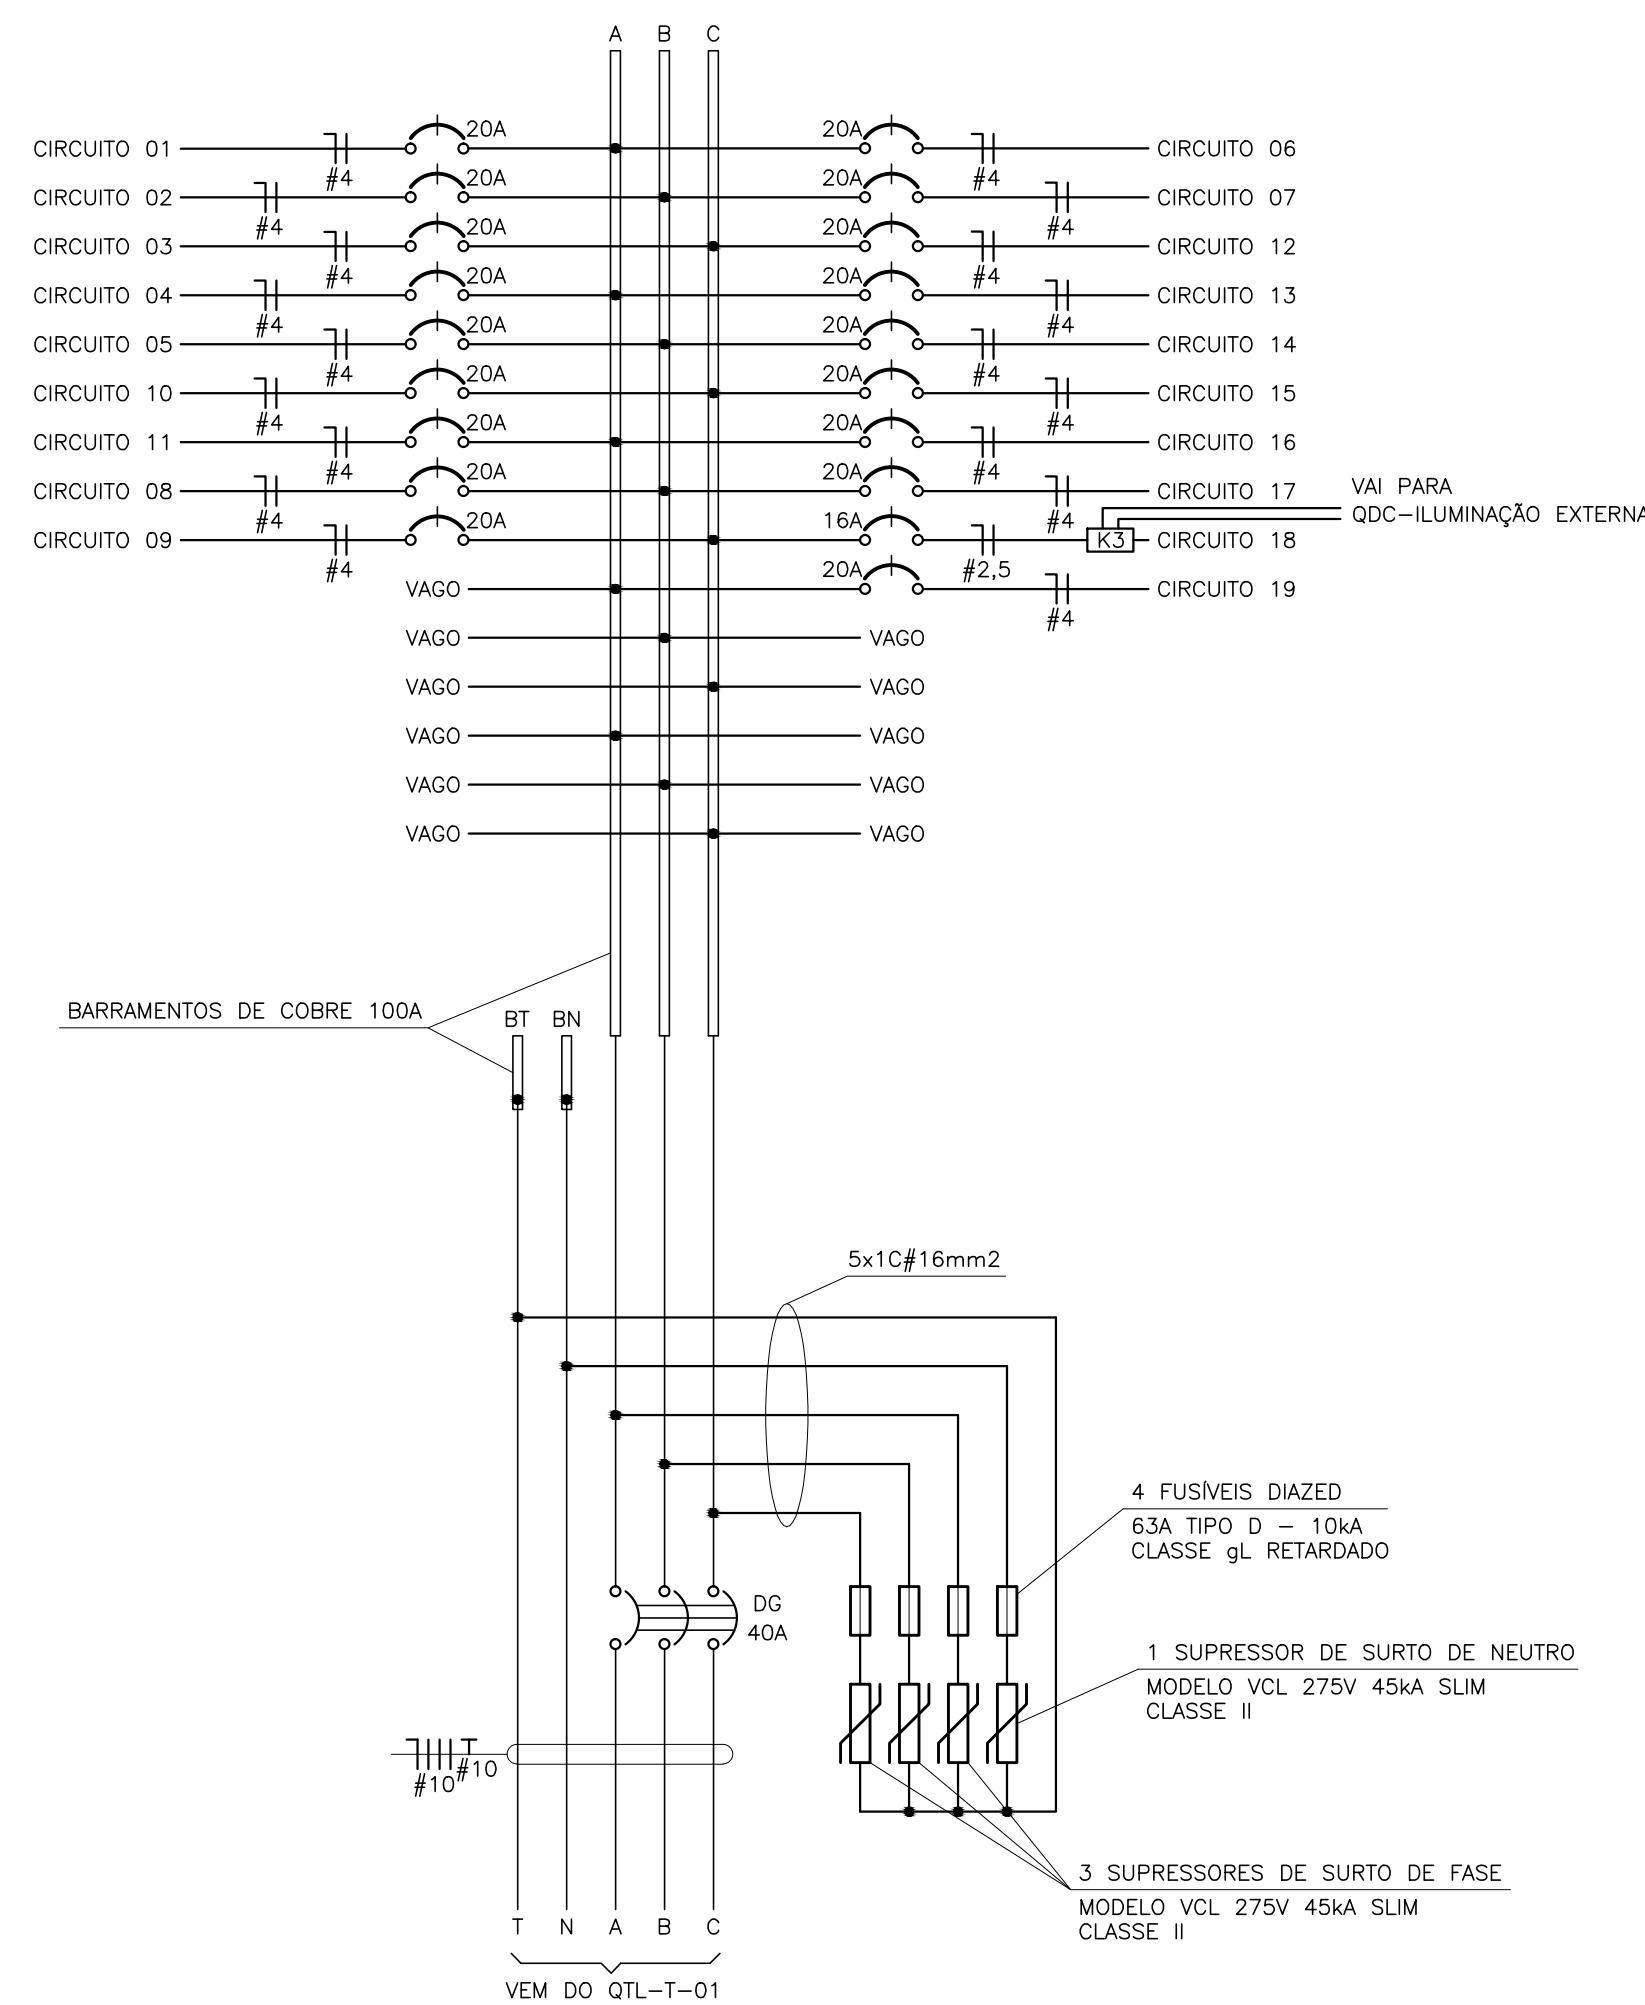 A B C
CIRCUITO 01 #4 20A 20A #4 CIRCUITO 06
CIRCUITO 02 #4 20A 20A #4 CIRCUITO 07
CIRCUITO 03 #4 20A 20A #4 CIRCUITO 12
CIRCUITO 04 #4 20A 20A #4 CIRCUITO 13
CIRCUITO 05 #4 20A 20A #4 CIRCUITO 14
CIRCUITO 10 #4 20A 20A #4 CIRCUITO 15
CIRCUITO 11 #4 20A 20A #4 CIRCUITO 16
CIRCUITO 08 #4 20A 20A #4 CIRCUITO 17
VAI PARA
QDC-ILUMINAÇÃO EXTERNA
CIRCUITO 09 #4 20A 16A #2,5 K3 CIRCUITO 18
VAGO 20A #4 CIRCUITO 19
VAGO VAGO
VAGO VAGO
VAGO VAGO
VAGO VAGO
VAGO VAGO
BARRAMENTOS DE COBRE 100A
BT BN
5x1C#16mm2
4 FUSÍVEIS DIAZED
63A TIPO D - 10kA
CLASSE gL RETARDADO
DG
40A
1 SUPRESSOR DE SURTO DE NEUTRO
MODELO VCL 275V 45kA SLIM
CLASSE II
#10 #10
3 SUPRESSORES DE SURTO DE FASE
MODELO VCL 275V 45kA SLIM
CLASSE II
T N A B C
VEM DO QTL-T-01